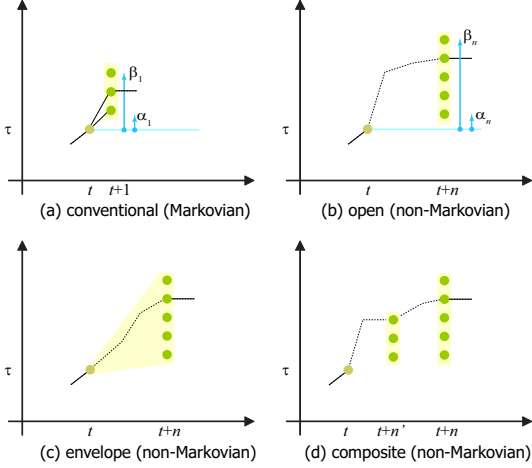 β1
α1
τ
t t+1
(a) conventional (Markovian)
βn
αn
t t+n
(b) open (non-Markovian)
τ
t t+n
(c) envelope (non-Markovian)
τ
t t+n’ t+n
(d) composite (non-Markovian)